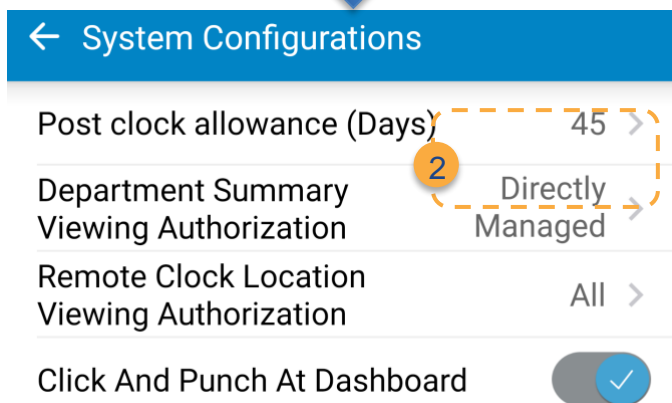 System Configurations
Post clock allowance (Days) 45
2
Department Summary Directly
Viewing Authorization Managed
Remote Clock Location
Viewing Authorization All
Click And Punch At Dashboard